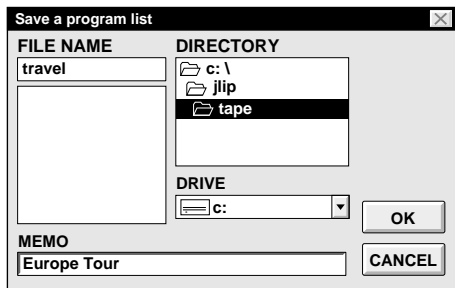 Save a program list
FILE NAME
travel
DIRECTORY
c: \
jlip
tape
DRIVE
c:
OK
MEMO
Europe Tour
CANCEL